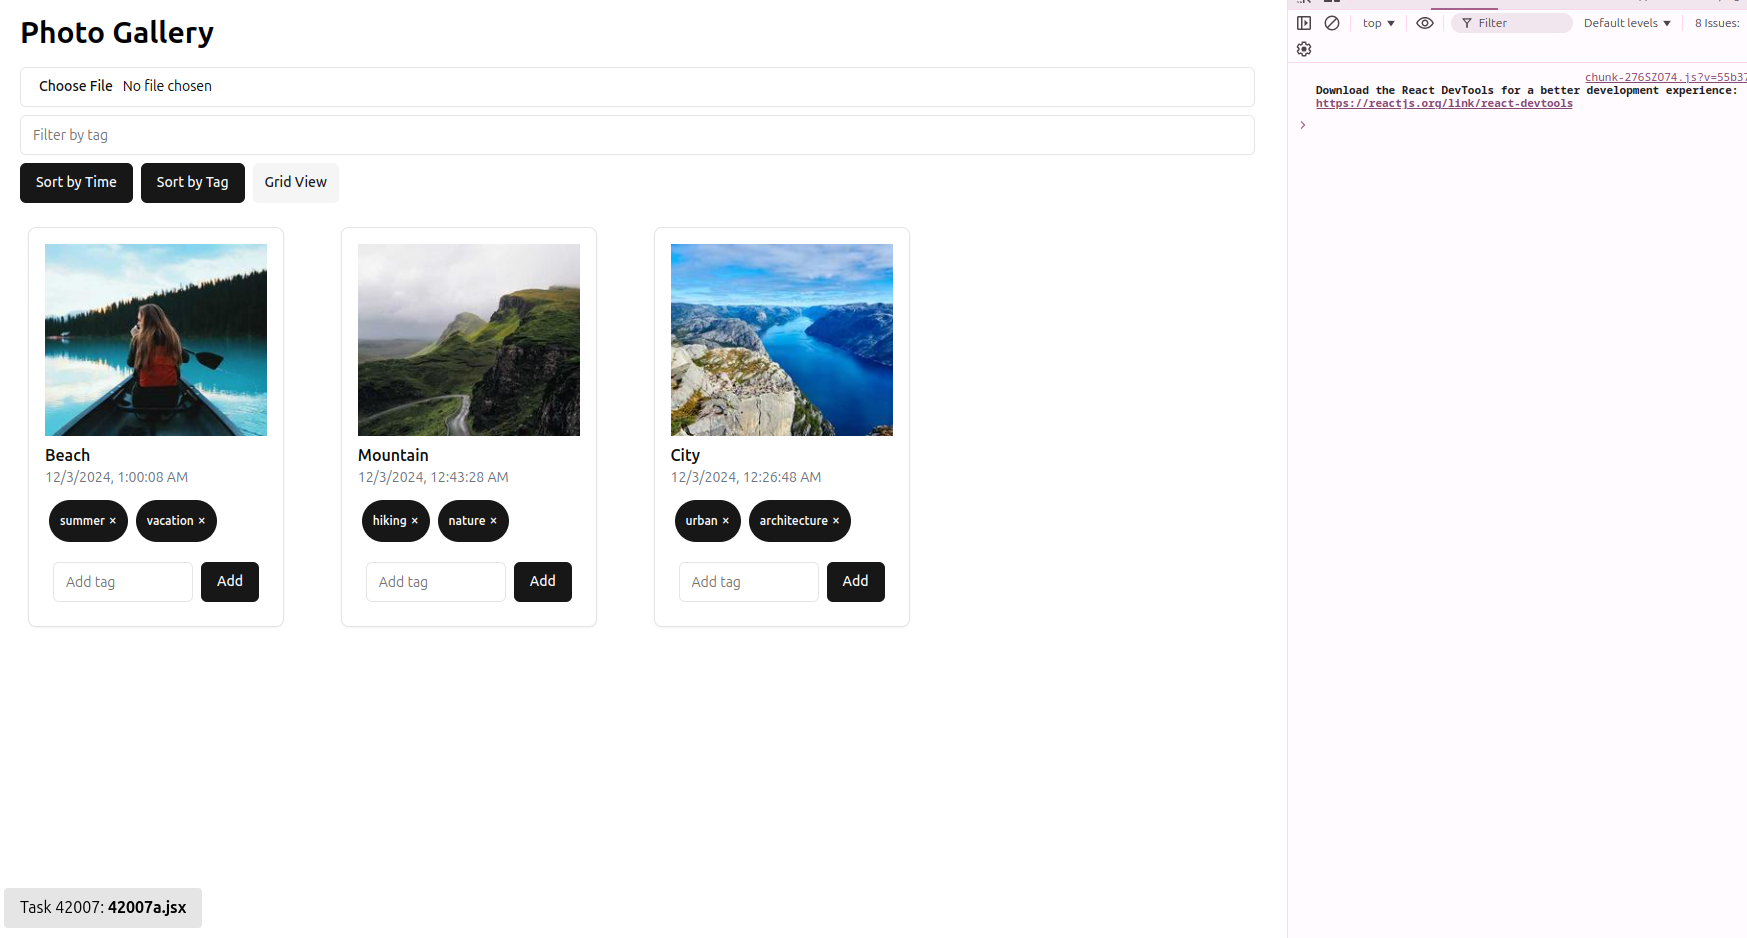 Photo Gallery
Choose File No file chosen
Filter by tag
Sort by Time Sort by Tag Grid View
Beach
12/3/2024, 1:00:08 AM
summer × vacation ×
Add tag Add
Mountain
12/3/2024, 12:43:28 AM
hiking × nature ×
Add tag Add
City
12/3/2024, 12:26:48 AM
urban × architecture ×
Add tag Add
Task 42007: 42007a.jsx
top ▼ Filter Default levels ▼ 8 Issues:
chunk-276SZO74.js?v=55b37
Download the React DevTools for a better development experience:
https://reactjs.org/link/react-devtools